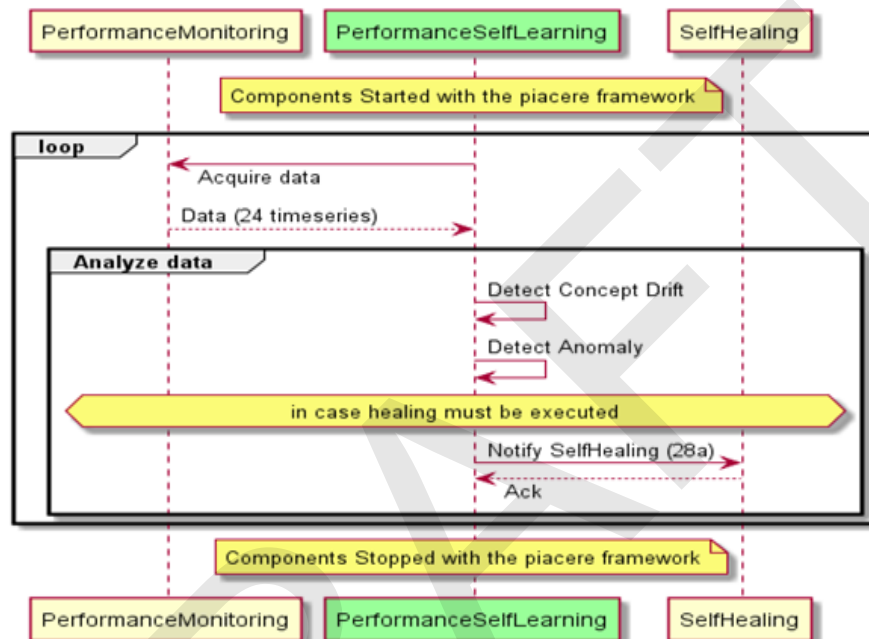 PerformanceMonitoring PerformanceSelfLearning SelfHealing
Components Started with the piacere framework
loop
Acquire data
Data (24 timeseries)
Analyze data
Detect Concept Drift
Detect Anomaly
in case healing must be executed
Notify SelfHealing (28a)
Ack
Components Stopped with the piacere framework
PerformanceMonitoring PerformanceSelfLearning SelfHealing